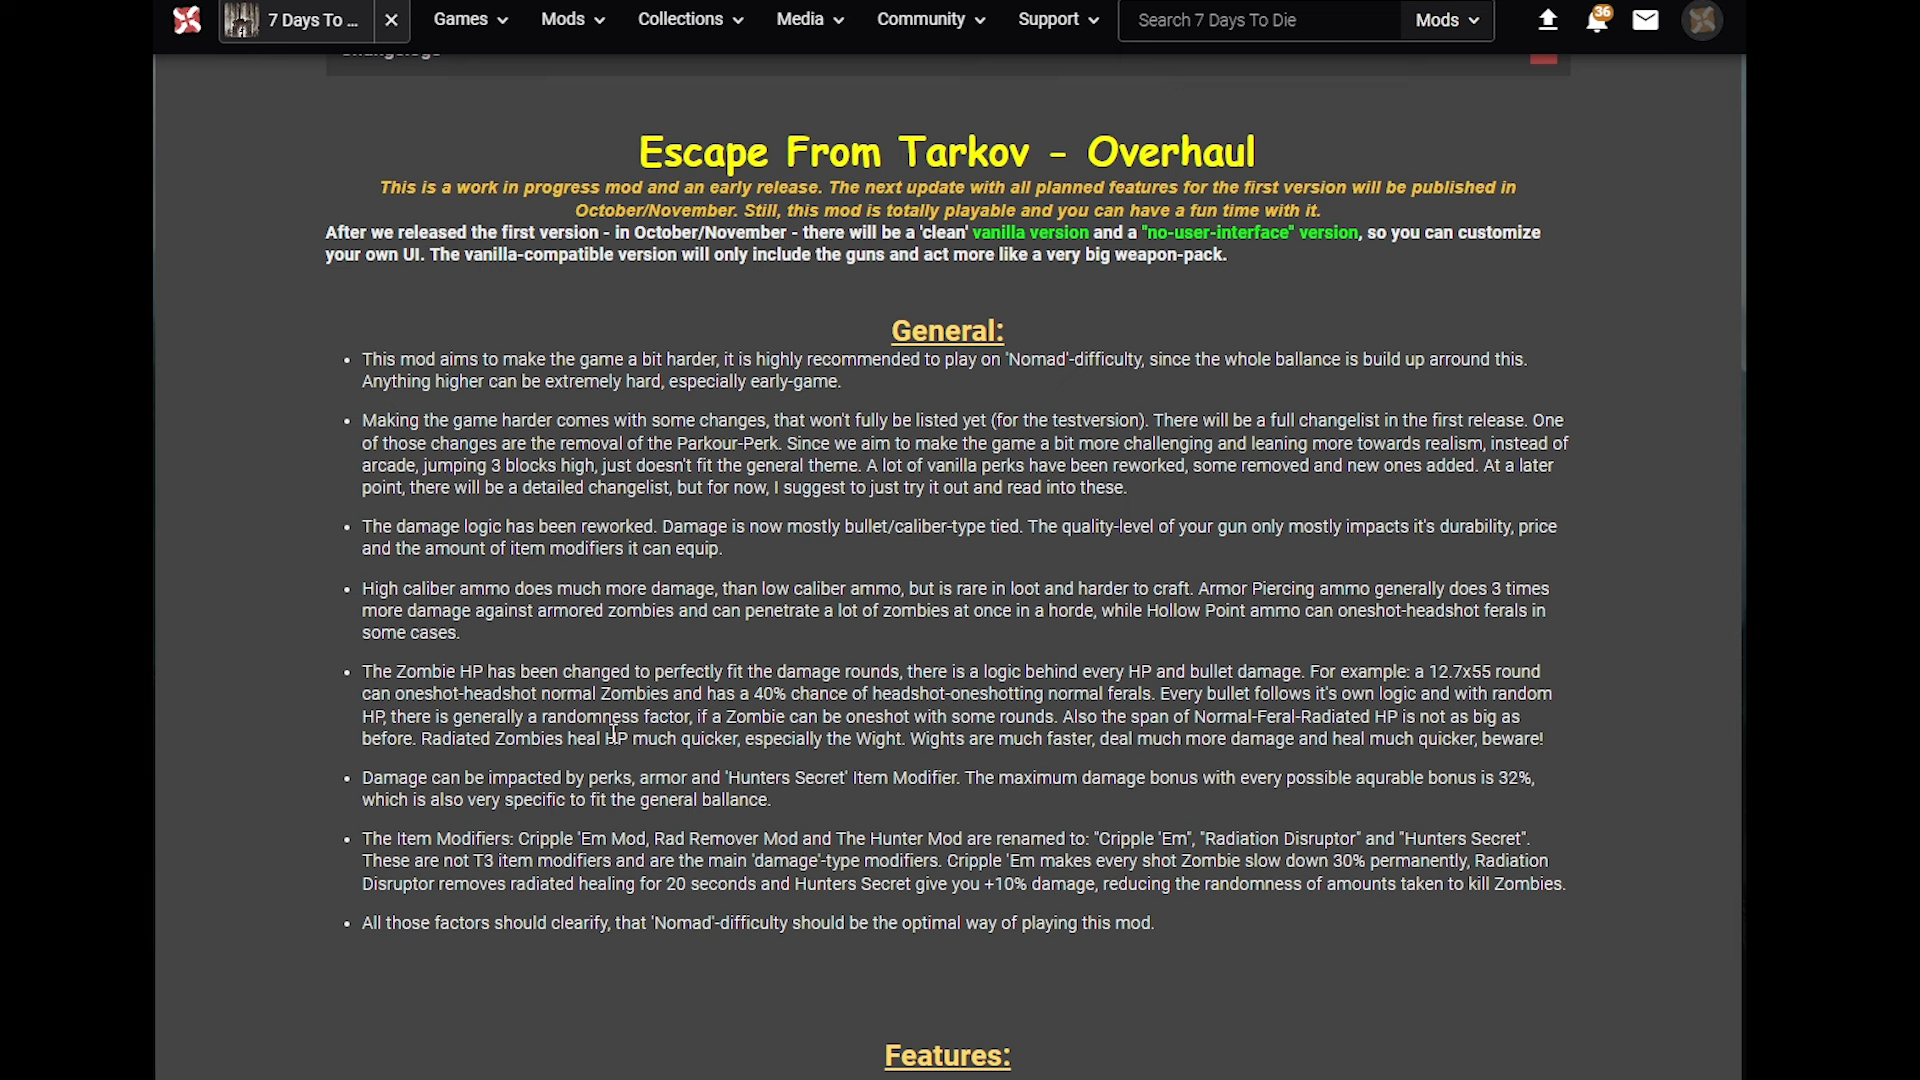 7 Days To ...
Games
Mods
Collections
Media
Community
Support
Search 7 Days To Die
Mods
36
Changelogs
Escape From Tarkov - Overhaul
This is a work in progress mod and an early release. The next update with all planned features for the first version will be published in
October/November. Still, this mod is totally playable and you can have a fun time with it.
After we released the first version - in October/November - there will be a 'clean' vanilla version and a "no-user-interface" version, so you can customize
your own UI. The vanilla-compatible version will only include the guns and act more like a very big weapon-pack.
General:
• This mod aims to make the game a bit harder, it is highly recommended to play on 'Nomad'-difficulty, since the whole ballance is build up arround this.
Anything higher can be extremely hard, especially early-game.
• Making the game harder comes with some changes, that won't fully be listed yet (for the testversion). There will be a full changelist in the first release. One
of those changes are the removal of the Parkour-Perk. Since we aim to make the game a bit more challenging and leaning more towards realism, instead of
arcade, jumping 3 blocks high, just doesn't fit the general theme. A lot of vanilla perks have been reworked, some removed and new ones added. At a later
point, there will be a detailed changelist, but for now, I suggest to just try it out and read into these.
• The damage logic has been reworked. Damage is now mostly bullet/caliber-type tied. The quality-level of your gun only mostly impacts it's durability, price
and the amount of item modifiers it can equip.
• High caliber ammo does much more damage, than low caliber ammo, but is rare in loot and harder to craft. Armor Piercing ammo generally does 3 times
more damage against armored zombies and can penetrate a lot of zombies at once in a horde, while Hollow Point ammo can oneshot-headshot ferals in
some cases.
• The Zombie HP has been changed to perfectly fit the damage rounds, there is a logic behind every HP and bullet damage. For example: a 12.7x55 round
can oneshot-headshot normal Zombies and has a 40% chance of headshot-oneshotting normal ferals. Every bullet follows it's own logic and with random
HP, there is generally a randomness factor, if a Zombie can be oneshot with some rounds. Also the span of Normal-Feral-Radiated HP is not as big as
before. Radiated Zombies heal HP much quicker, especially the Wight. Wights are much faster, deal much more damage and heal much quicker, beware!
• Damage can be impacted by perks, armor and 'Hunters Secret' Item Modifier. The maximum damage bonus with every possible aqurable bonus is 32%,
which is also very specific to fit the general ballance.
• The Item Modifiers: Cripple 'Em Mod, Rad Remover Mod and The Hunter Mod are renamed to: "Cripple 'Em", "Radiation Disruptor" and "Hunters Secret".
These are not T3 item modifiers and are the main 'damage'-type modifiers. Cripple 'Em makes every shot Zombie slow down 30% permanently, Radiation
Disruptor removes radiated healing for 20 seconds and Hunters Secret give you +10% damage, reducing the randomness of amounts taken to kill Zombies.
• All those factors should clearify, that 'Nomad'-difficulty should be the optimal way of playing this mod.
Features: